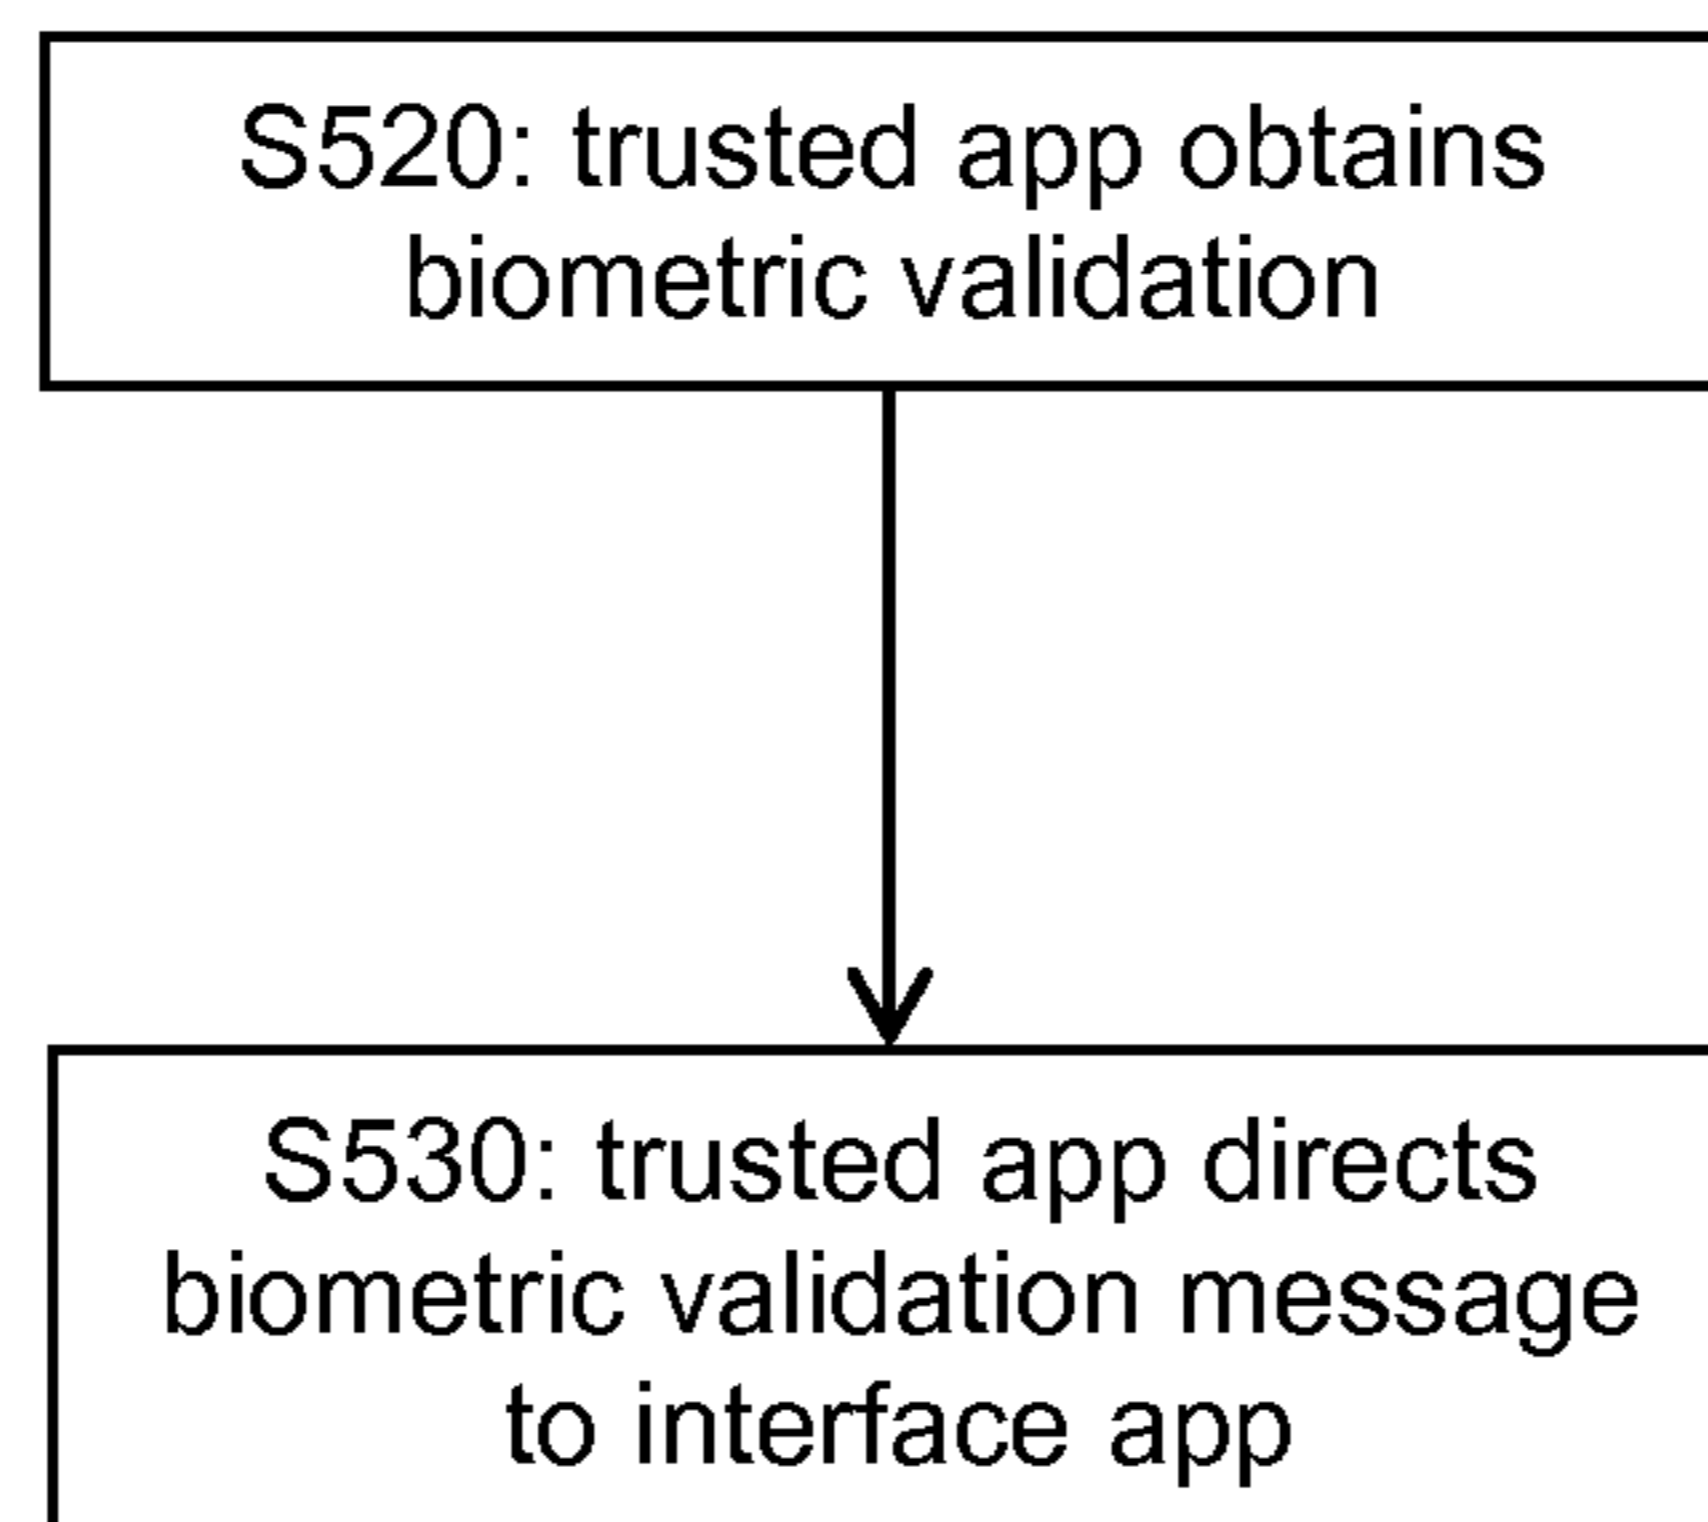 S520: trusted app obtains
biometric validation
S530: trusted app directs
biometric validation message
to interface app